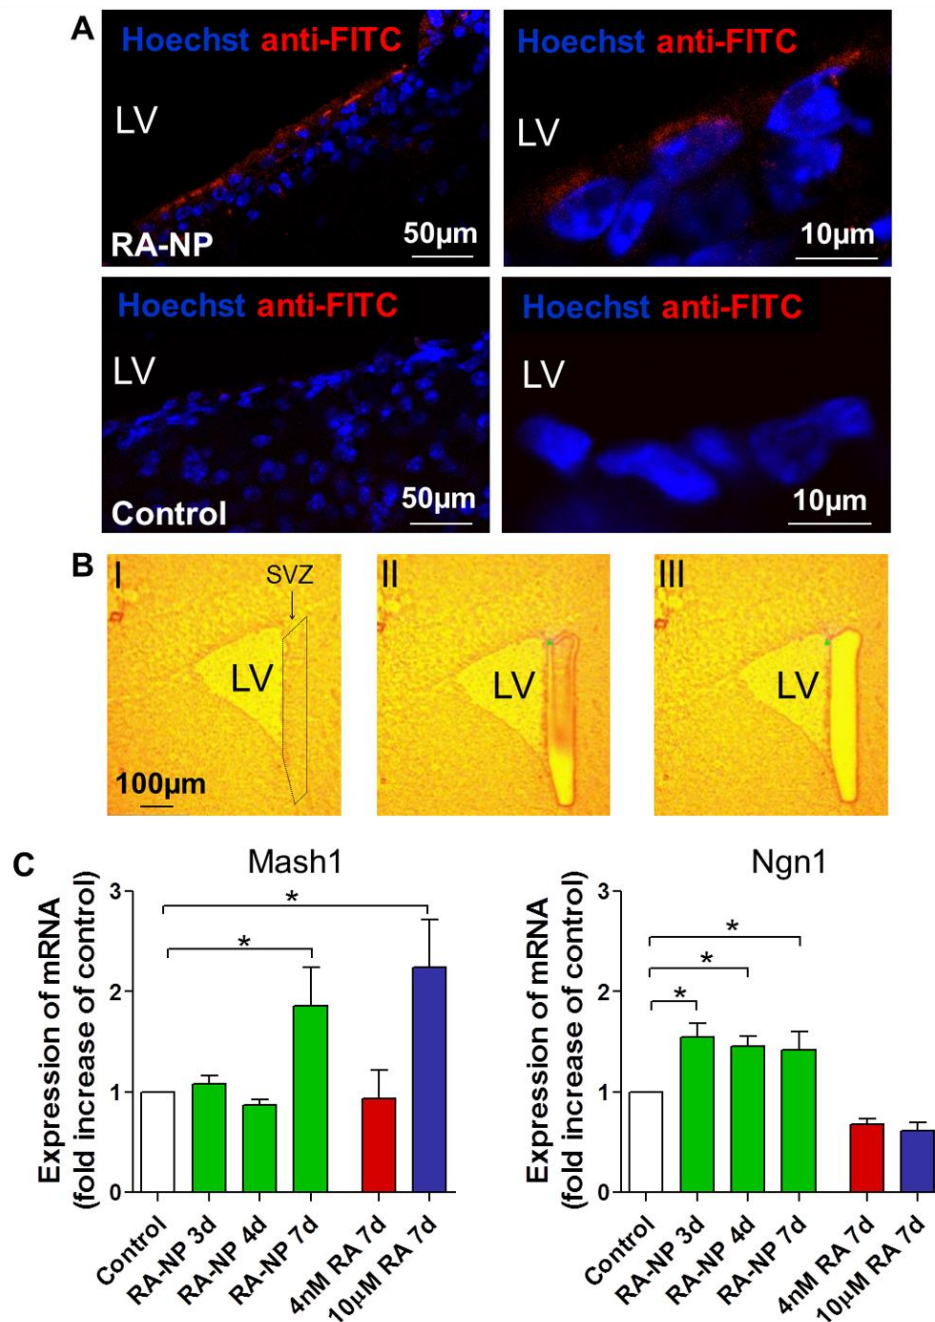 A
Hoechst anti-FITC
LV
RA-NP
50µm
Hoechst anti-FITC
LV
10µm
Hoechst anti-FITC
LV
Control
50µm
Hoechst anti-FITC
LV
10µm
B
I
SVZ
LV
100µm
II
LV
III
LV
C
Mash1
Expression of mRNA
(fold increase of control)
3
2
1
0
*
*
Control
RA-NP 3d
RA-NP 4d
RA-NP 7d
4nM RA 7d
10µM RA 7d
Ngn1
Expression of mRNA
(fold increase of control)
3
2
1
0
*
*
*
Control
RA-NP 3d
RA-NP 4d
RA-NP 7d
4nM RA 7d
10µM RA 7d